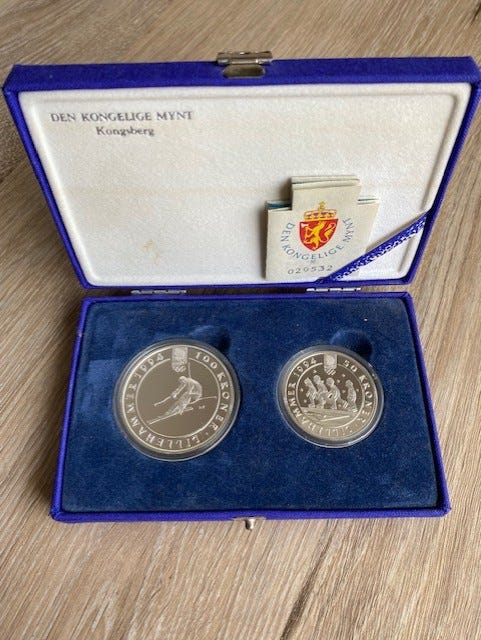 DEN KONGELIGE MYNT
Kongsberg
DEN KONGELIGE MYNT
029532
LILLEHAMMER 1994 100 KRONER
LILLEHAMMER 1994 50 KRONER